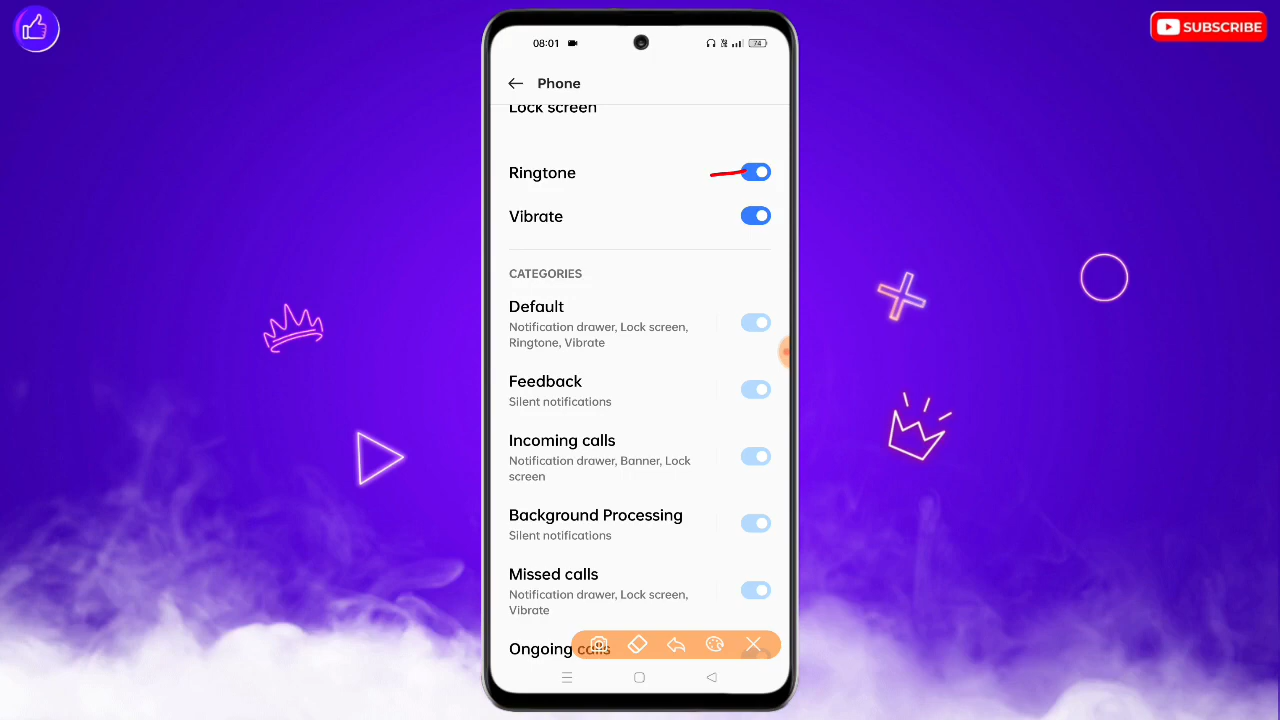 SUBSCRIBE
08:01
74
Phone
Lock screen
Ringtone
Vibrate
CATEGORIES
Default
Notification drawer, Lock screen,
Ringtone, Vibrate
Feedback
Silent notifications
Incoming calls
Notification drawer, Banner, Lock
screen
Background Processing
Silent notifications
Missed calls
Notification drawer, Lock screen,
Vibrate
Ongoing calls